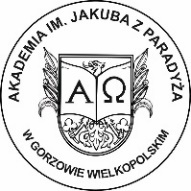 AKADEMIA IM. JAKUBA Z PARADYŻA
Α Ω
W GORZOWIE WIELKOPOLSKIM